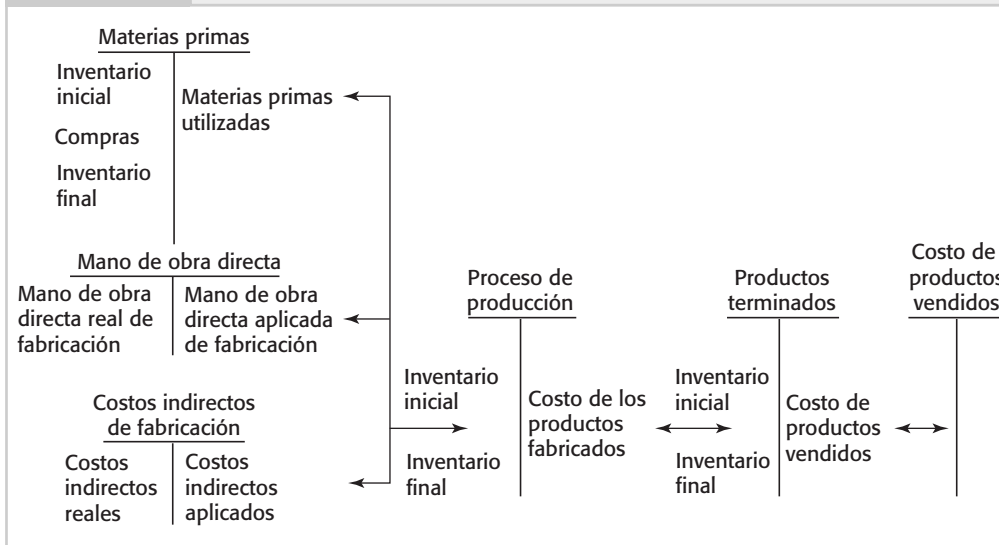 Materias primas
Inventario
inicial
Compras
Inventario
final
Materias primas
utilizadas
Mano de obra directa
Mano de obra
directa real de
fabricación
Mano de obra
directa aplicada
de fabricación
Costos indirectos
de fabricación
Costos
indirectos
reales
Costos
indirectos
aplicados
Proceso de
producción
Inventario
inicial
Inventario
final
Costo de los
productos
fabricados
Productos
terminados
Inventario
inicial
Inventario
final
Costo de
productos
vendidos
Costo de
productos
vendidos